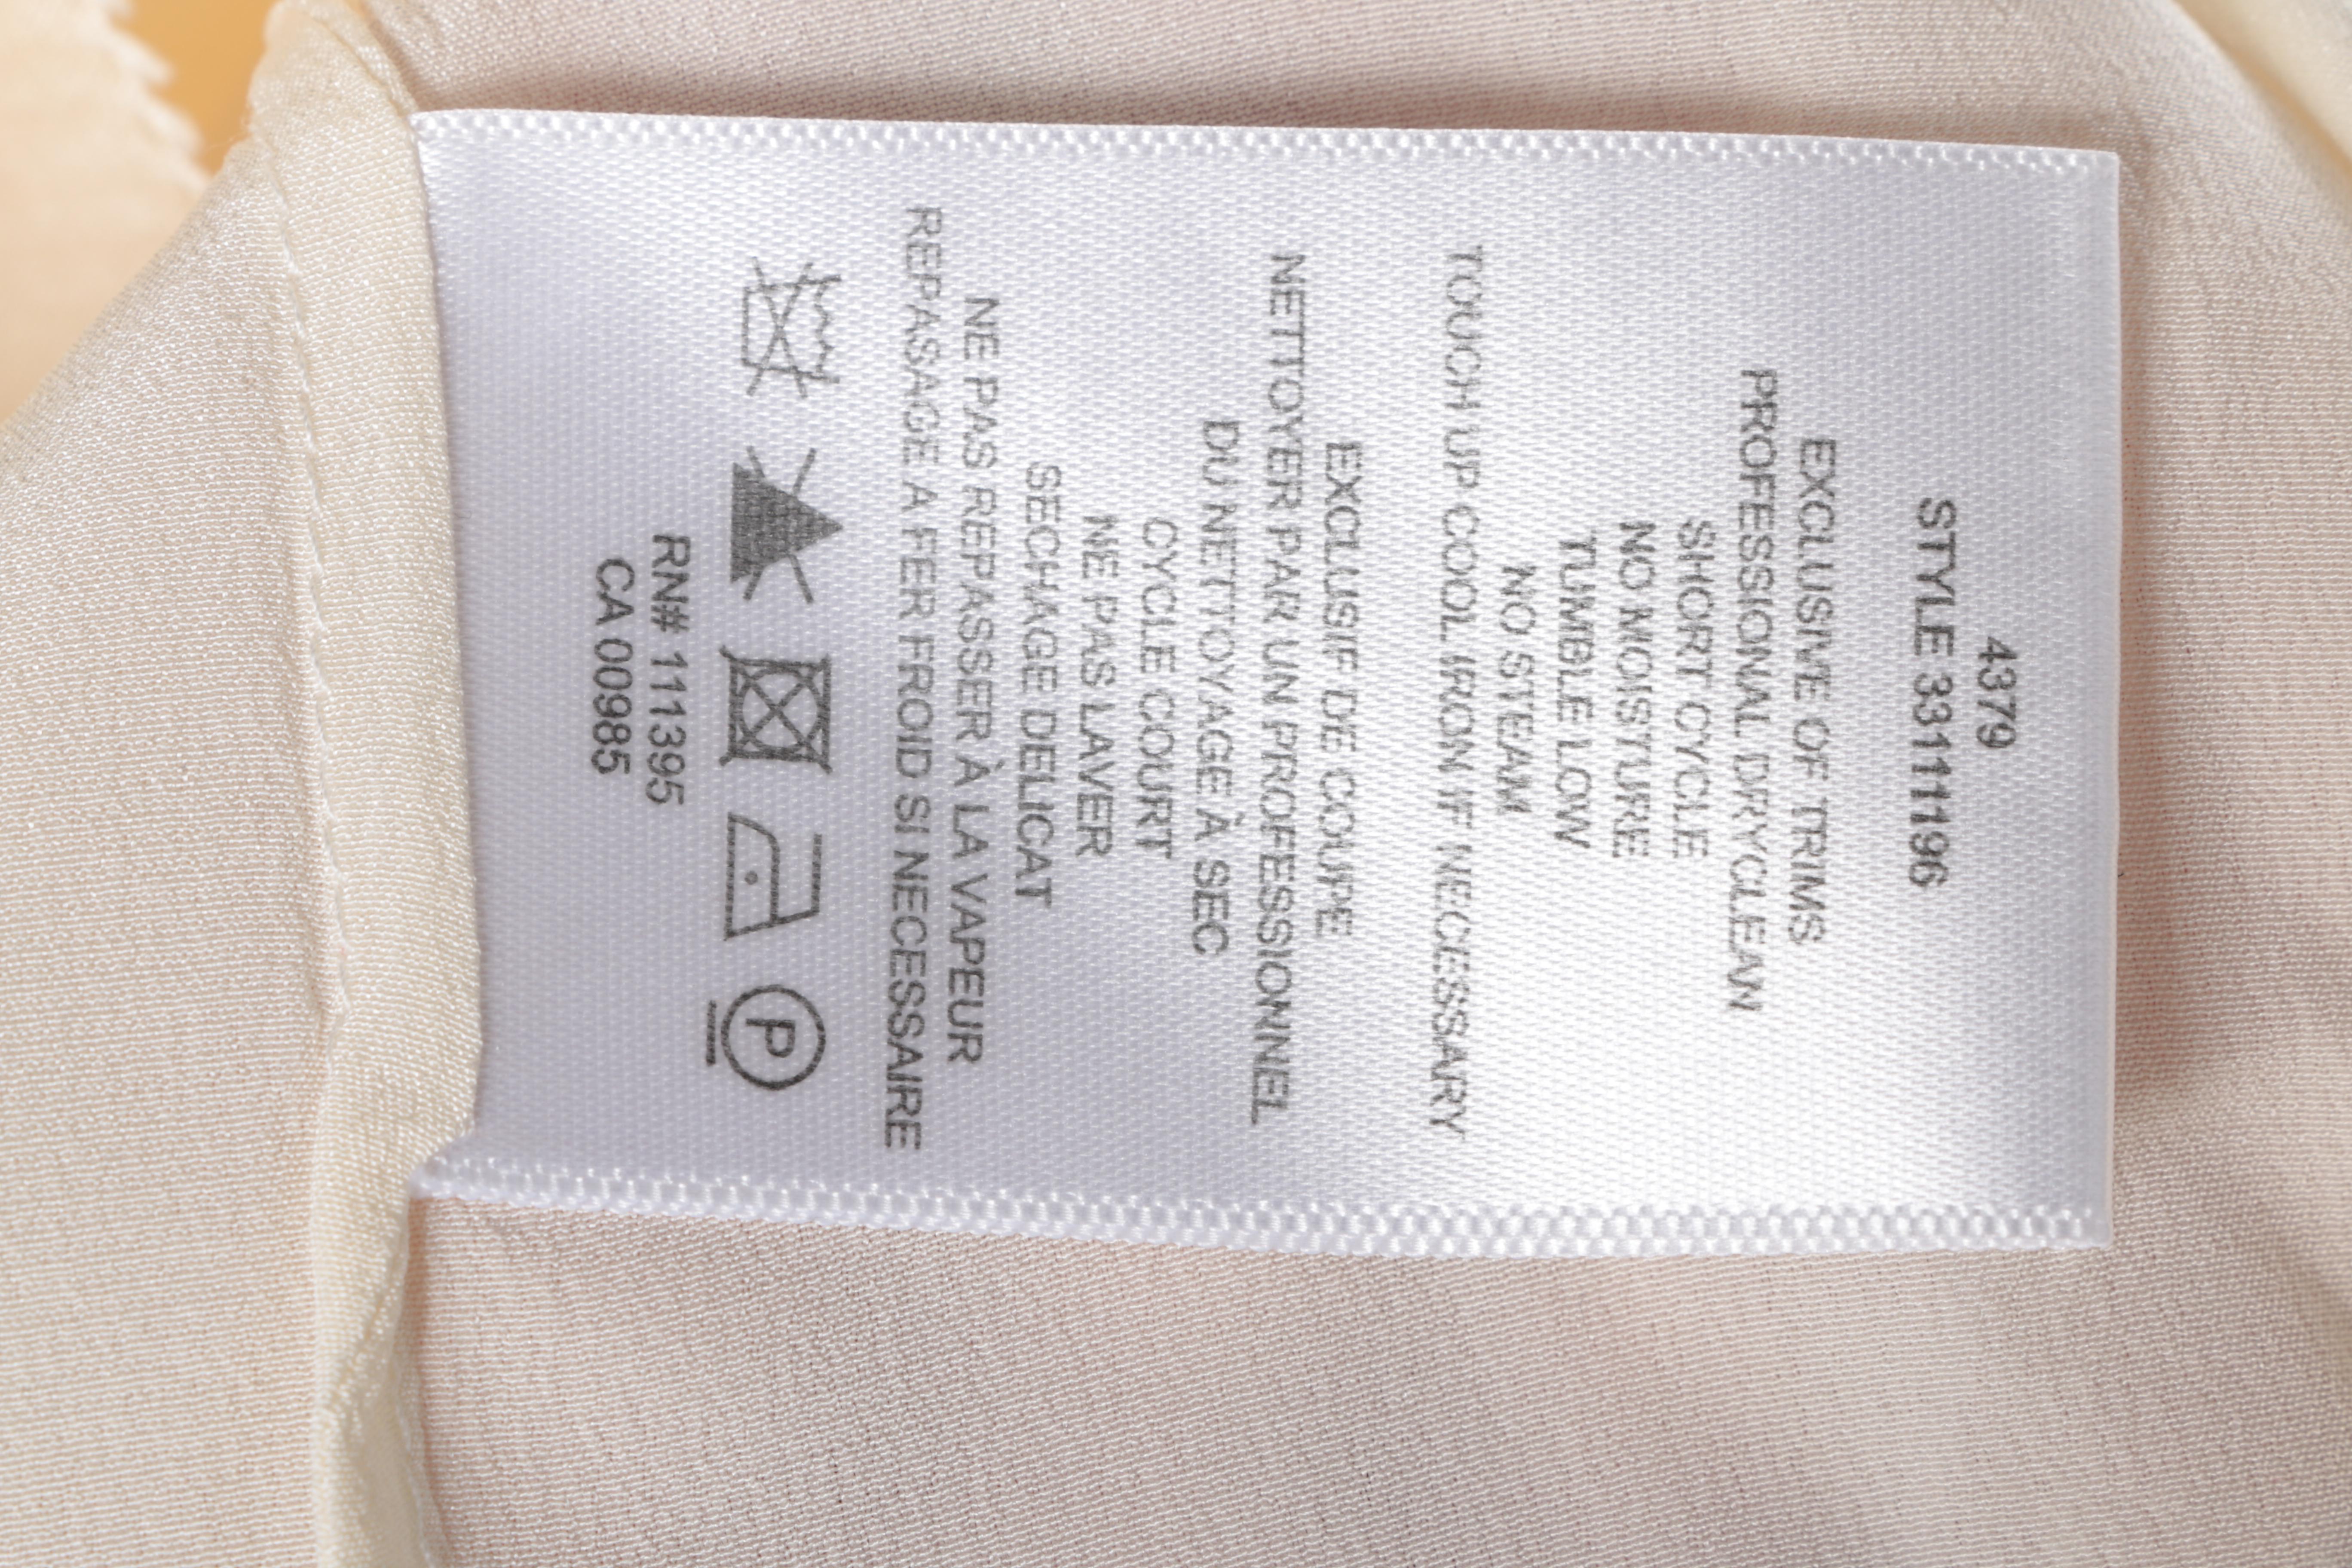 4379
STYLE 33111196
EXCLUSIVE OF TRIMS
PROFESSIONAL DRYCLEAN
SHORT CYCLE
NO MOISTURE
TUMBLE LOW
NO STEAM
TOUCH UP COOL IRON IF NECESSARY
EXCLUSIF DE COUPE
NETTOYER PAR UN PROFESSIONNEL
DU NETTOYAGE À SEC
CYCLE COURT
NE PAS LAVER
SECHAGE DELICAT
NE PAS REPASSER À LA VAPEUR
REPASSAGE A FER FROID SI NECESSAIRE
P
RN# 111395
CA 00985